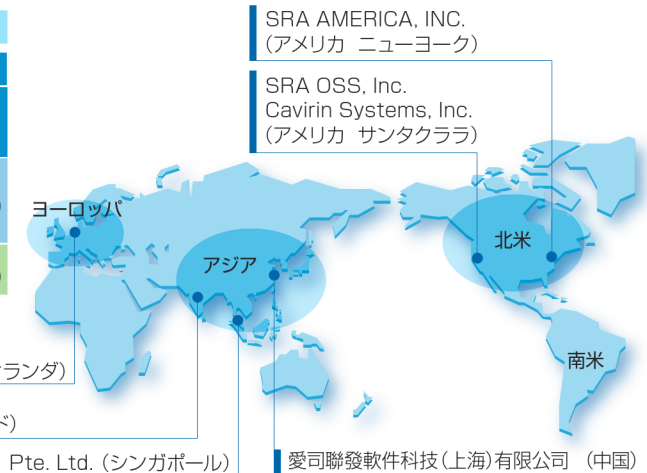 SRA AMERICA, INC.
(アメリカ ニューヨーク)
SRA OSS, Inc.
Cavirin Systems, Inc.
(アメリカ サンタクララ)
ヨーロッパ
アジア
北米
南米
ランダ)
ド)
Pte. Ltd. (シンガポール)
愛司聯發軟件科技(上海)有限公司 (中国)